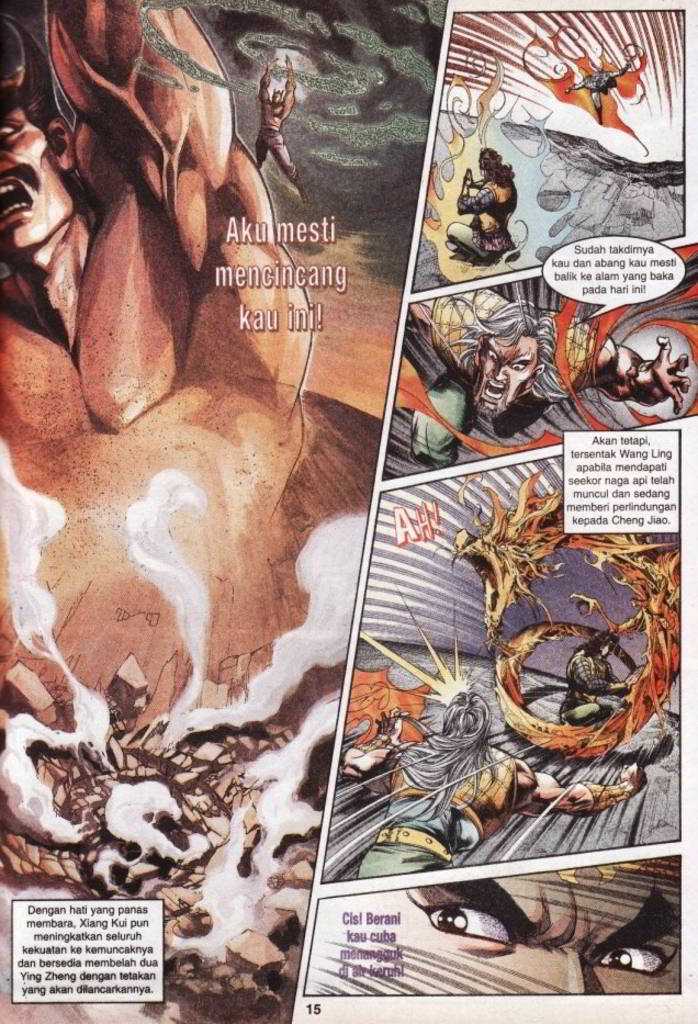 Aku mesti
mencincang
kau ini!
Dengan hati yang panas
membara, Xiang Kui pun
meningkatkan seluruh
kekuatan ke kemuncaknya
dan bersedia membelah dua
Ying Zheng dengan tetakan
yang akan dilancarkannya.
Sudah takdirnya
kau dan abang kau mesti
balik ke alam yang baka
pada hari ini!
Akan tetapi,
tersentak Wang Ling
apabila mendapati
seekor naga api telah
muncul dan sedang
memberi perlindungan
kepada Cheng Jiao.
AH!
Cis! Berani
kau cuba
menangguk
di air keruh!
15